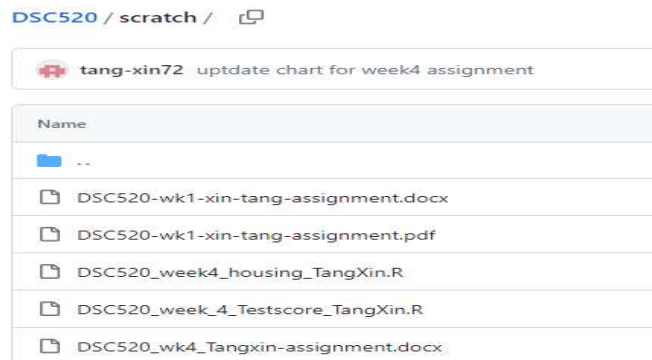 DSC520 / scratch /
tang-xin72 uptdate chart for week4 assignment
Name
..
DSC520-wk1-xin-tang-assignment.docx
DSC520-wk1-xin-tang-assignment.pdf
DSC520_week4_housing_TangXin.R
DSC520_week_4_Testscore_TangXin.R
DSC520_wk4_Tangxin-assignment.docx